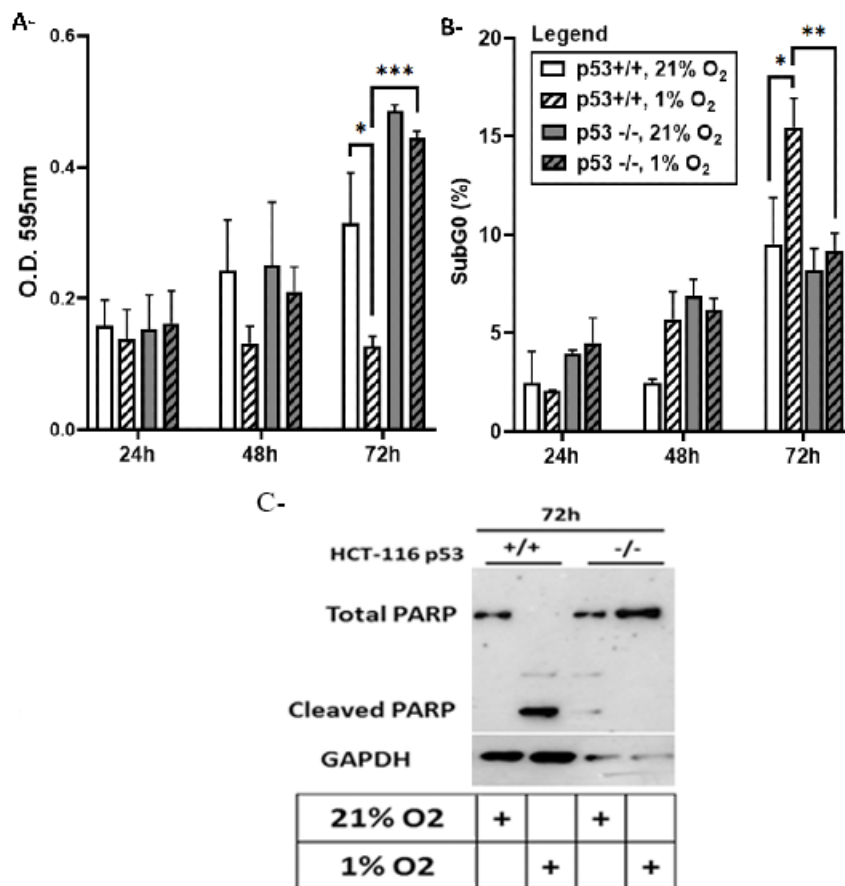 A-
O.D. 595nm
0.6
0.4
0.2
0.0
*
***
24h
48h
72h
B-
SubG0 (%)
20
15
10
5
0
Legend
p53+/+, 21% O₂
p53+/+, 1% O₂
p53 -/-, 21% O₂
p53 -/-, 1% O₂
*
**
24h
48h
72h
C-
72h
HCT-116 p53 +/+ -/-
Total PARP
Cleaved PARP
GAPDH
21% O2 + +
1% O2 + +